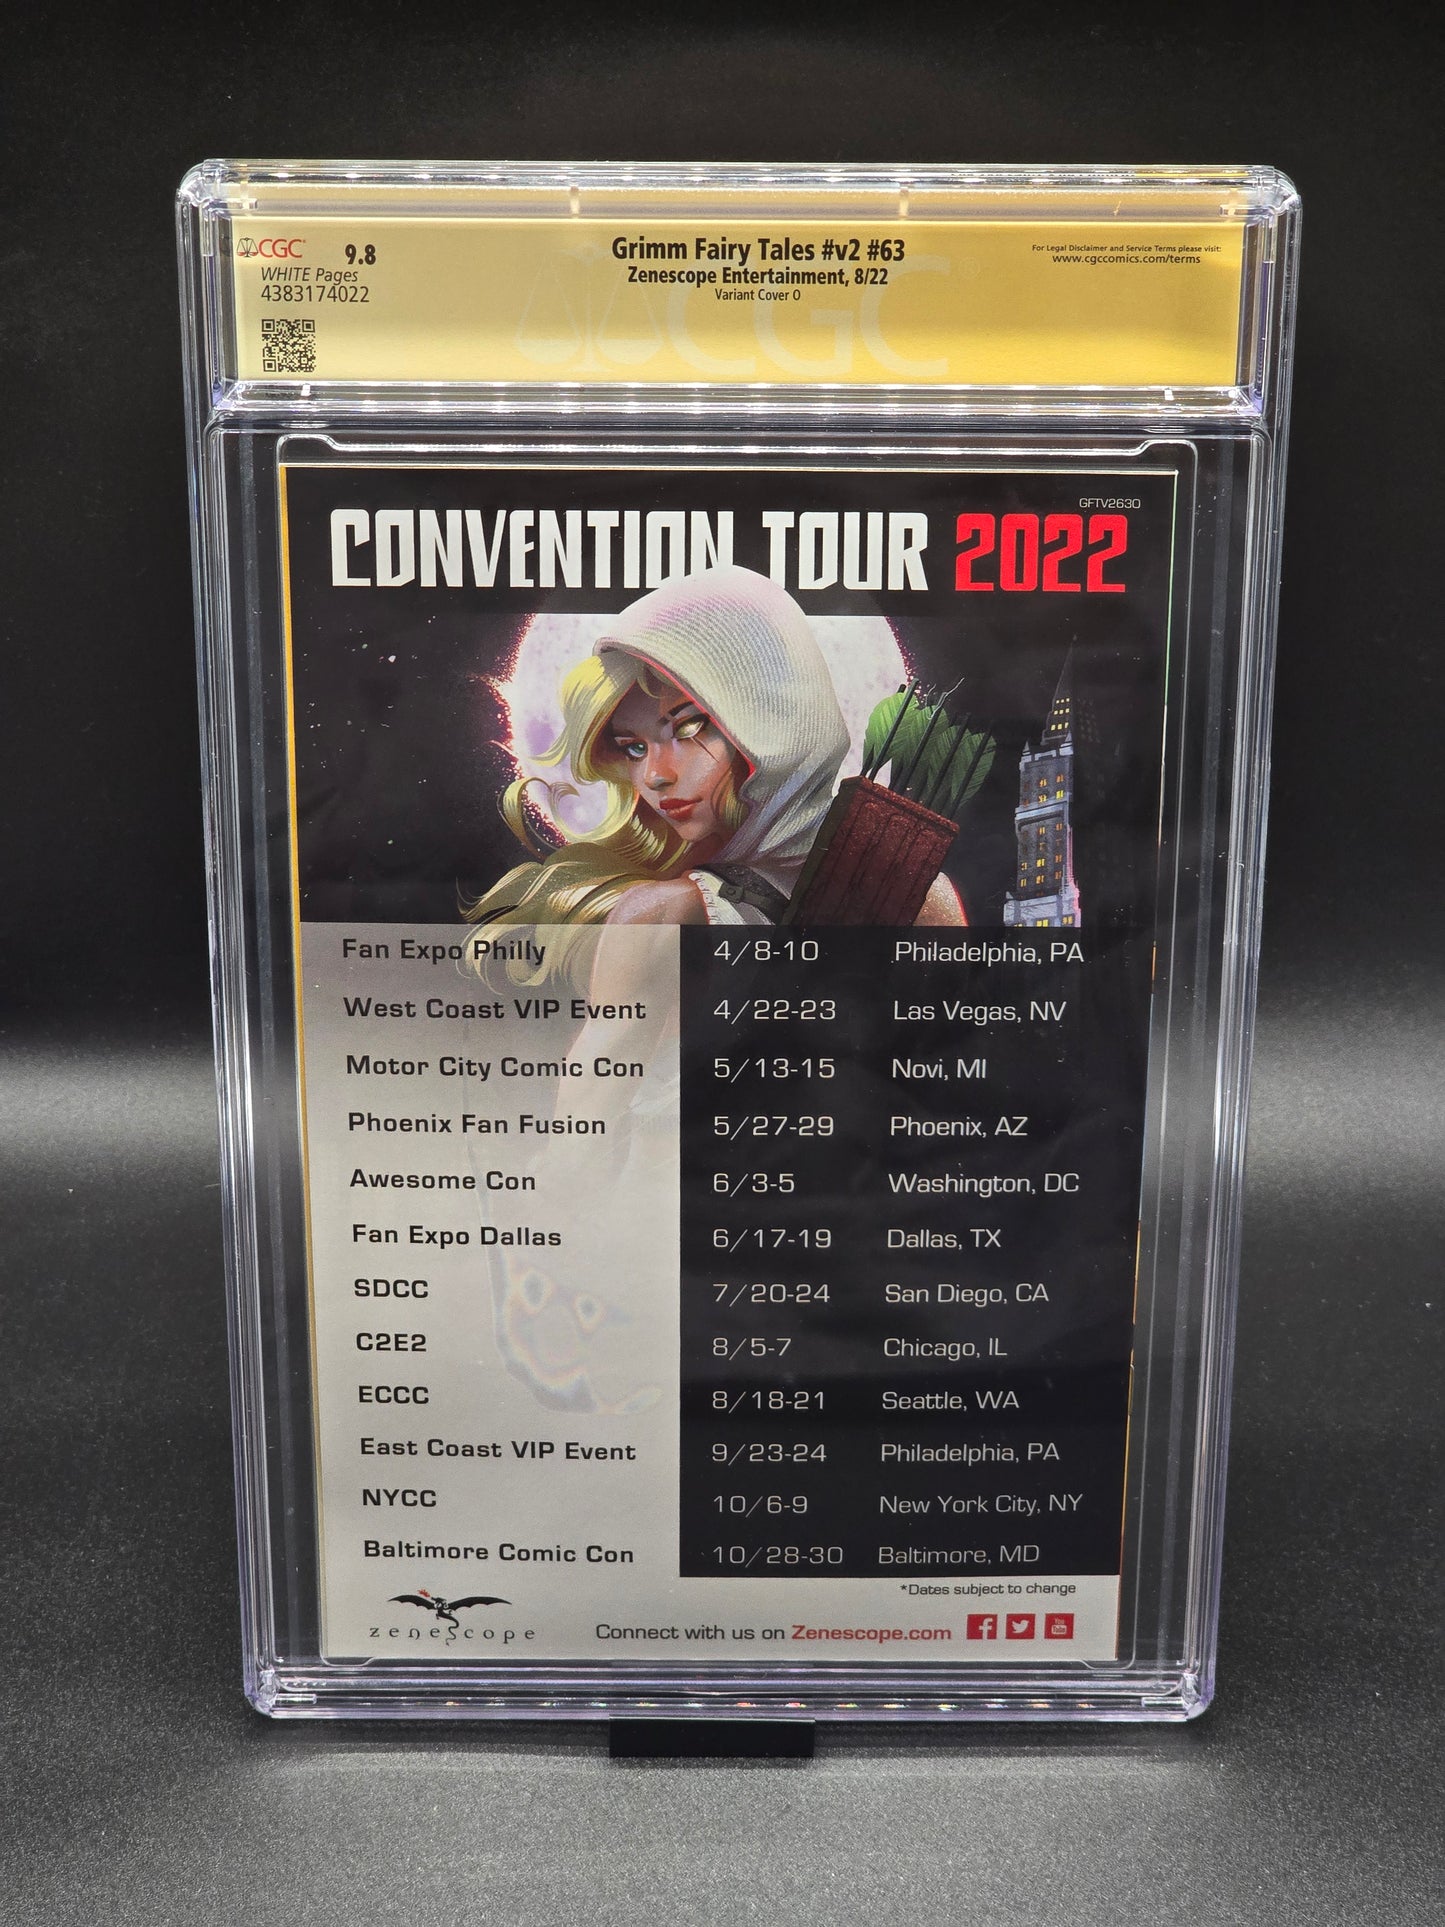 CGC 9.8
WHITE Pages
4383174022
Grimm Fairy Tales #v2 #63
Zenescope Entertainment, 8/22
Variant Cover O
For Legal Disclaimer and Service Terms please visit:
www.cgccomics.com/terms
CGC
GFTV2630
CONVENTION TOUR 2022
Fan Expo Philly 4/8-10 Philadelphia, PA
West Coast VIP Event 4/22-23 Las Vegas, NV
Motor City Comic Con 5/13-15 Novi, MI
Phoenix Fan Fusion 5/27-29 Phoenix, AZ
Awesome Con 6/3-5 Washington, DC
Fan Expo Dallas 6/17-19 Dallas, TX
SDCC 7/20-24 San Diego, CA
C2E2 8/5-7 Chicago, IL
ECCC 8/18-21 Seattle, WA
East Coast VIP Event 9/23-24 Philadelphia, PA
NYCC 10/6-9 New York City, NY
Baltimore Comic Con 10/28-30 Baltimore, MD
*Dates subject to change
zenescope
Connect with us on Zenescope.com
You
Tube